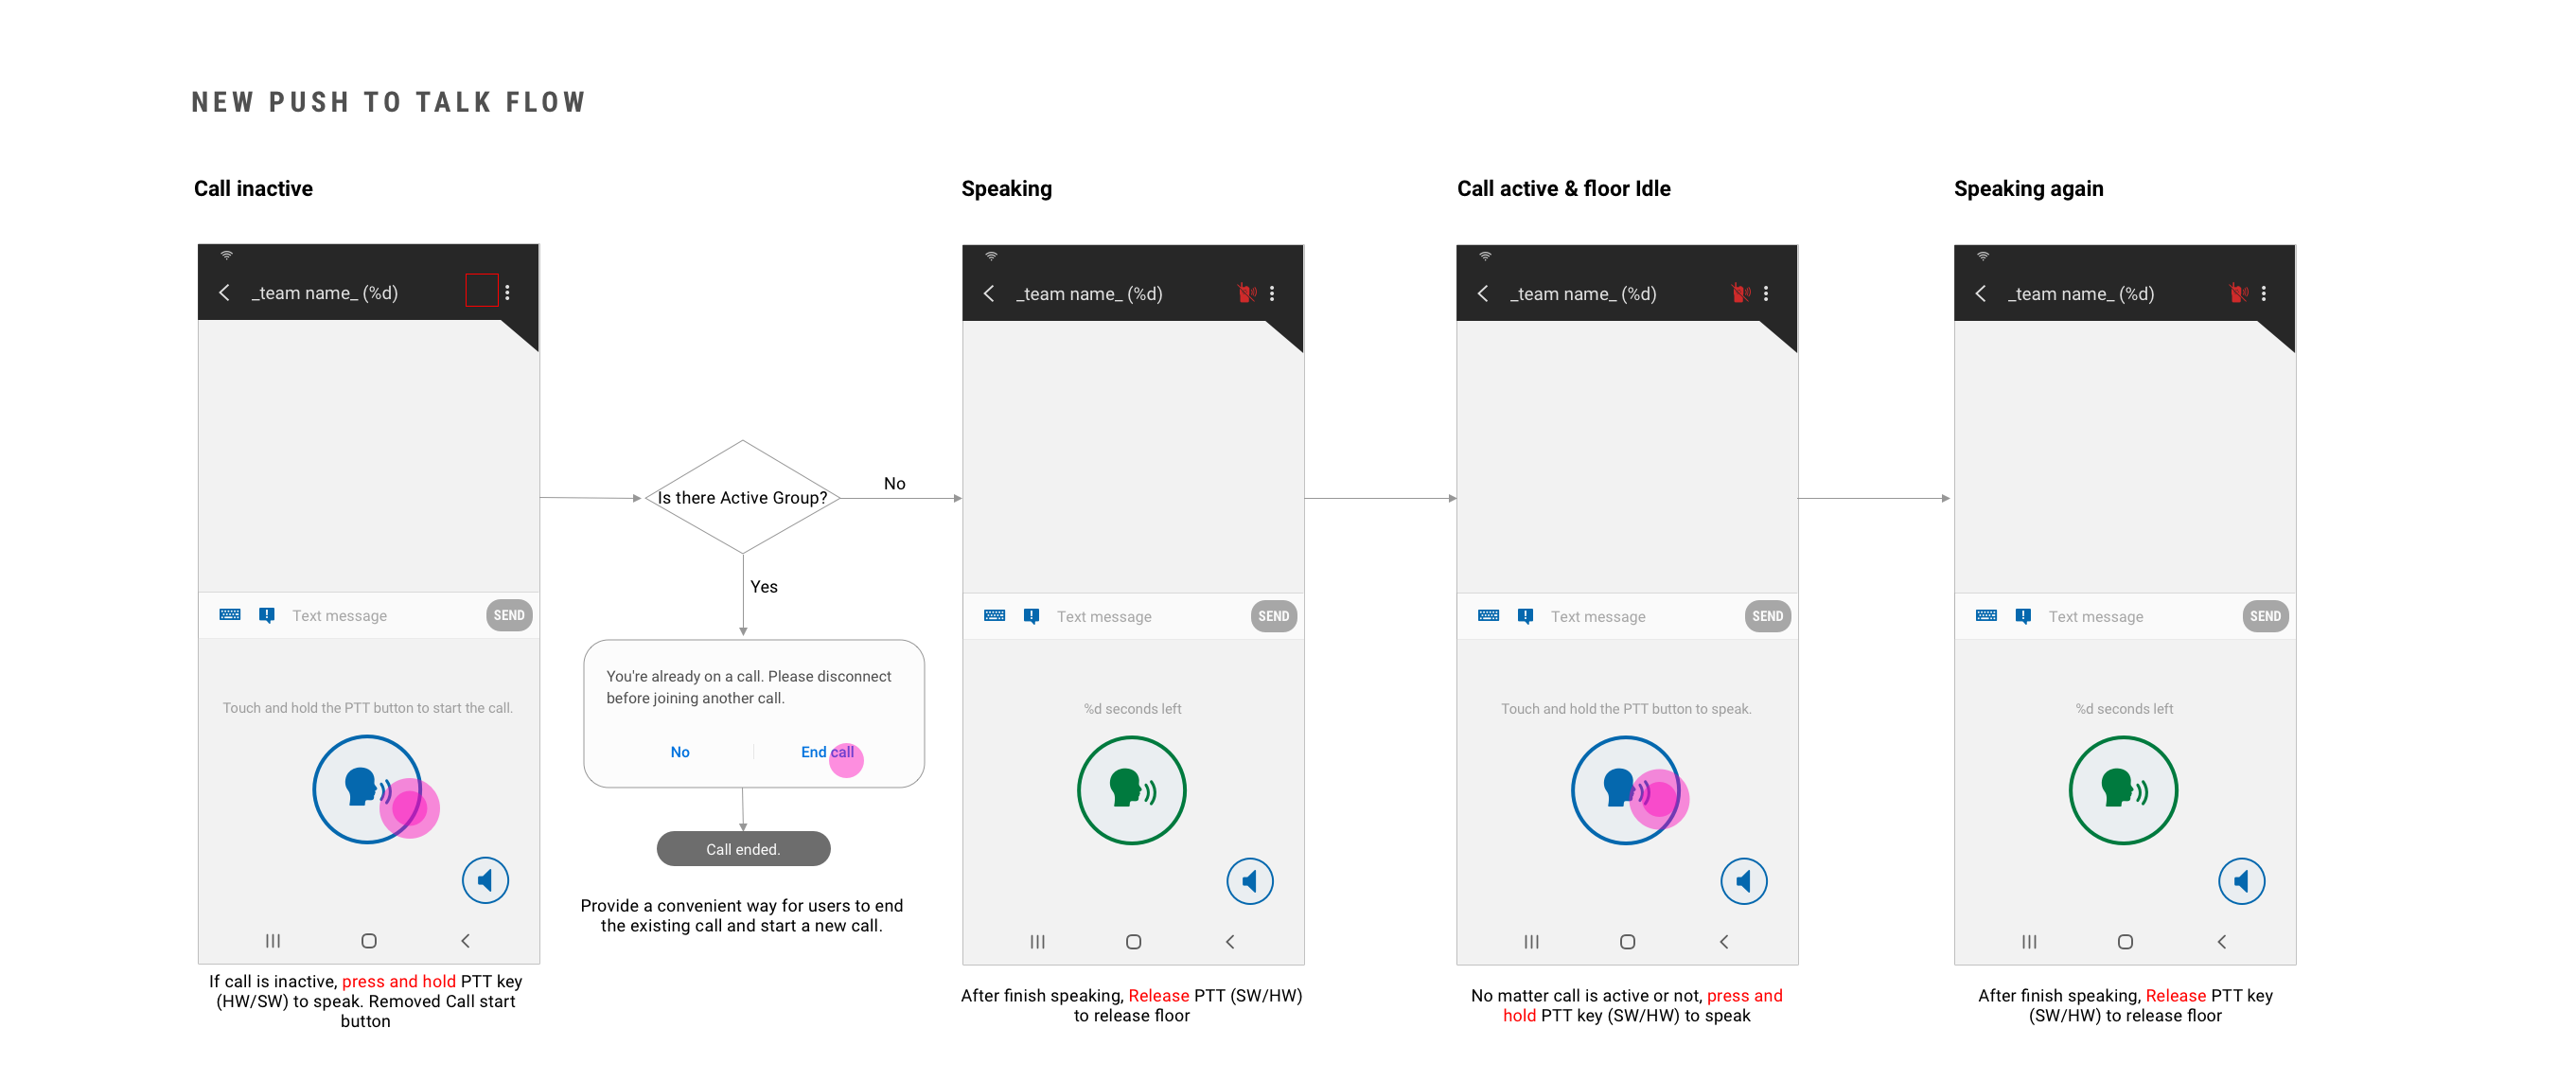 NEW PUSH TO TALK FLOW
Call inactive
_team name_ (%d)
Text message
SEND
Touch and hold the PTT button to start the call.
If call is inactive, press and hold PTT key
(HW/SW) to speak. Removed Call start
button
Is there Active Group?
No
Yes
You're already on a call. Please disconnect
before joining another call.
No
End call
Call ended.
Provide a convenient way for users to end
the existing call and start a new call.
Speaking
_team name_ (%d)
Text message
SEND
%d seconds left
After finish speaking, Release PTT (SW/HW)
to release floor
Call active & floor Idle
_team name_ (%d)
Text message
SEND
Touch and hold the PTT button to speak.
No matter call is active or not, press and
hold PTT key (SW/HW) to speak
Speaking again
_team name_ (%d)
Text message
SEND
%d seconds left
After finish speaking, Release PTT key
(SW/HW) to release floor